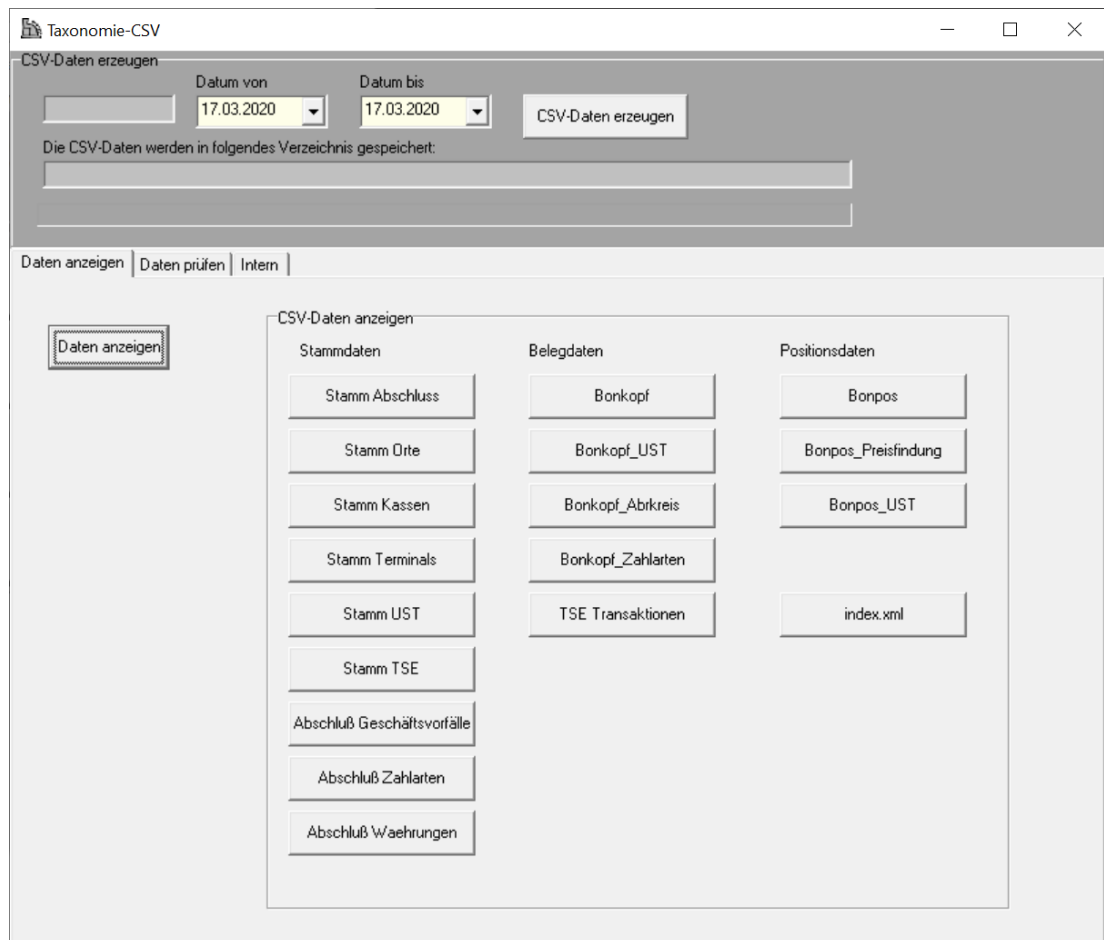 Taxonomie-CSV
CSV-Daten erzeugen
Datum von
Datum bis
17.03.2020
17.03.2020
CSV-Daten erzeugen
Die CSV-Daten werden in folgendes Verzeichnis gespeichert:
Daten anzeigen
Daten prüfen
Intern
Daten anzeigen
CSV-Daten anzeigen
Stammdaten
Stamm Abschluss
Stamm Orte
Stamm Kassen
Stamm Terminals
Stamm UST
Stamm TSE
Abschluß Geschäftsvorfälle
Abschluß Zahlarten
Abschluß Waehrungen
Belegdaten
Bonkopf
Bonkopf_UST
Bonkopf_Abrkreis
Bonkopf_Zahlarten
TSE Transaktionen
Positionsdaten
Bonpos
Bonpos_Preisfindung
Bonpos_UST
index.xml